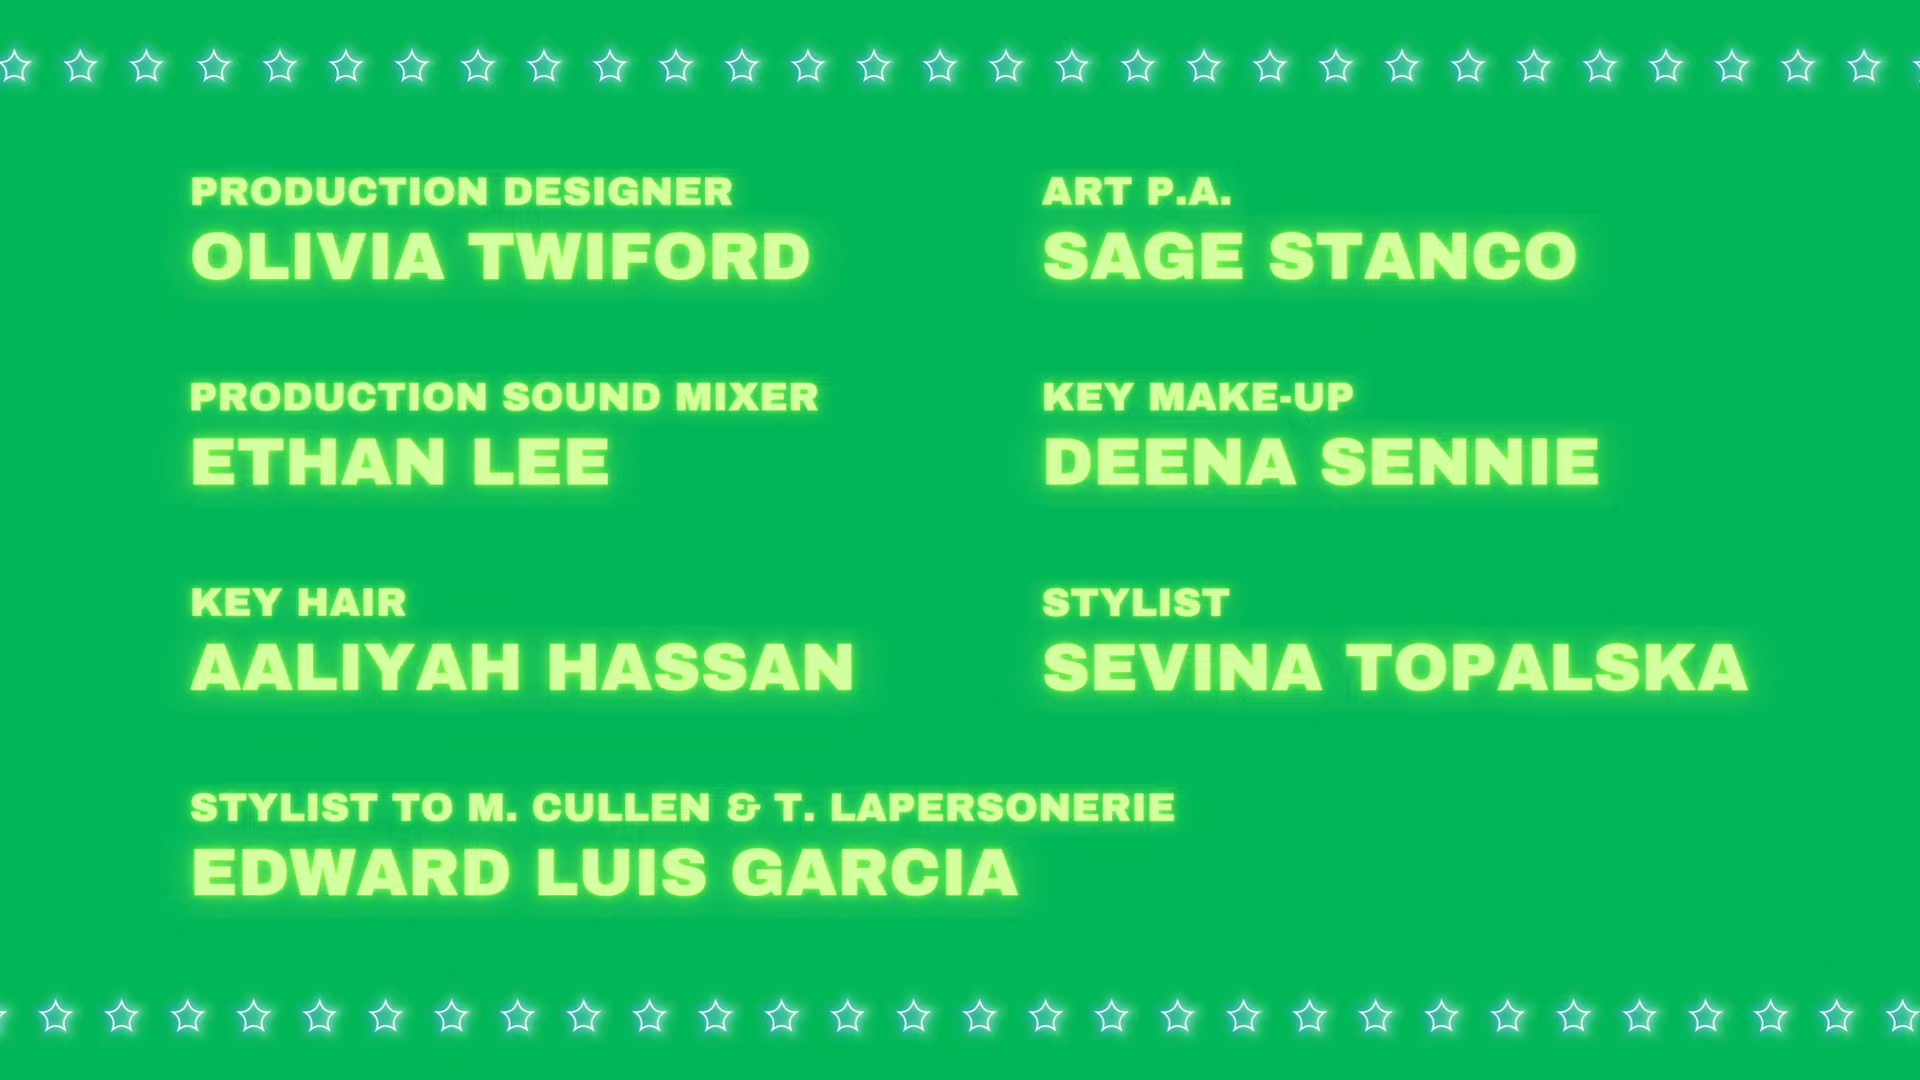 PRODUCTION DESIGNER
OLIVIA TWIFORD
ART P.A.
SAGE STANCO
PRODUCTION SOUND MIXER
ETHAN LEE
KEY MAKE-UP
DEENA SENNIE
KEY HAIR
AALIYAH HASSAN
STYLIST
SEVINA TOPALSKA
STYLIST TO M. CULLEN & T. LAPERSONERIE
EDWARD LUIS GARCIA